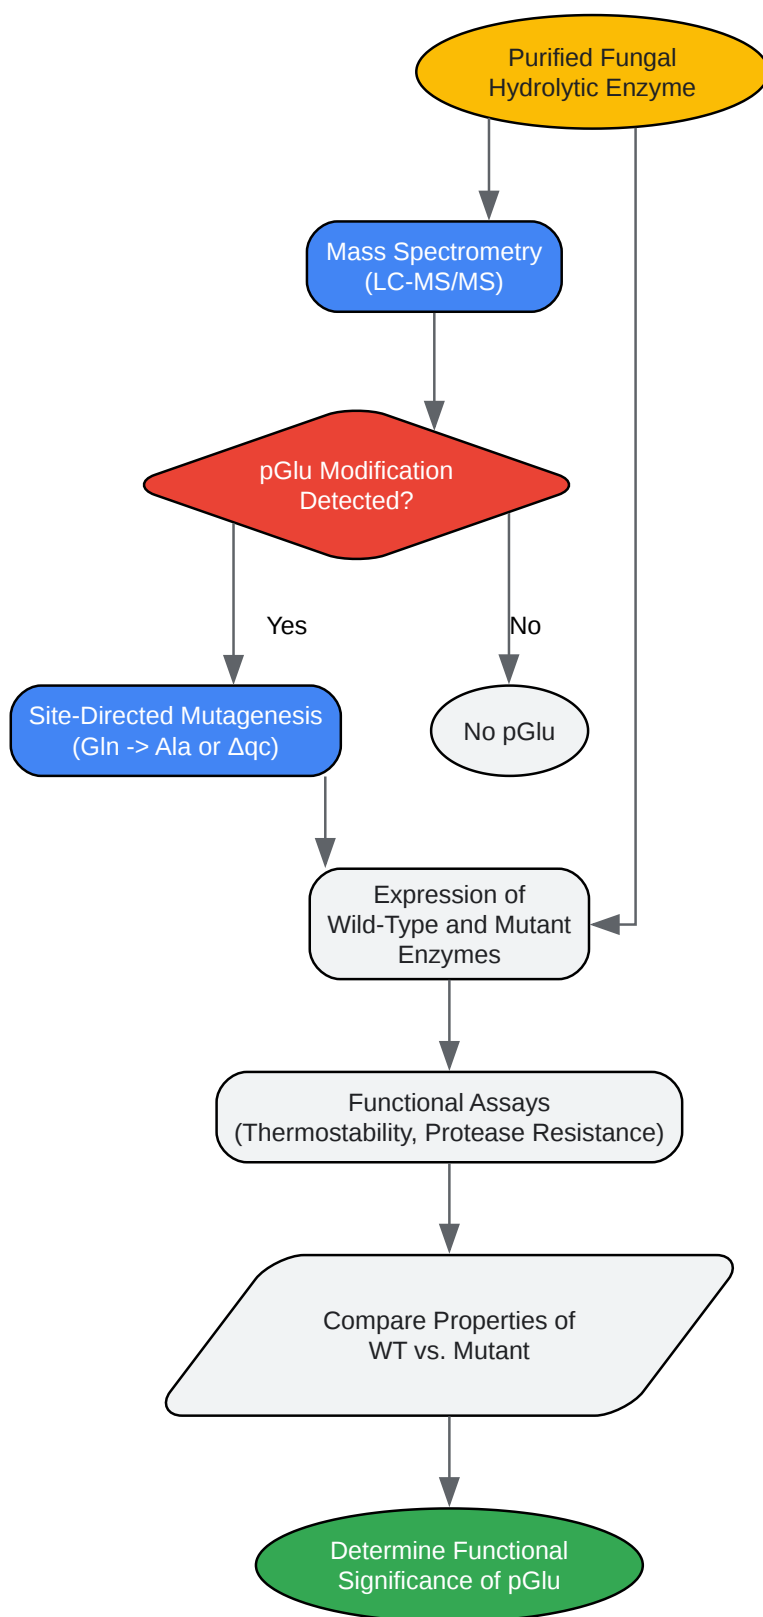 Purified Fungal
Hydrolytic Enzyme
Mass Spectrometry
(LC-MS/MS)
pGlu Modification
Detected?
Yes
No
Site-Directed Mutagenesis
(Gln -> Ala or Δqc)
No pGlu
Expression of
Wild-Type and Mutant
Enzymes
Functional Assays
(Thermostability, Protease Resistance)
Compare Properties of
WT vs. Mutant
Determine Functional
Significance of pGlu